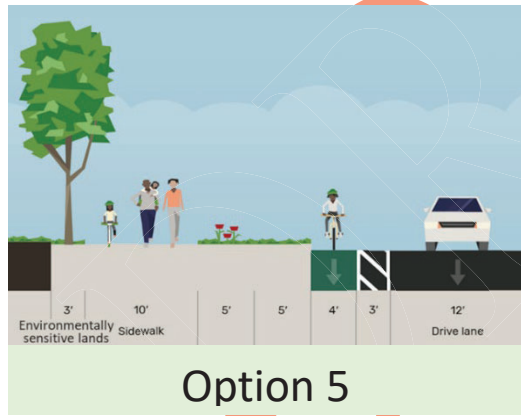 3' 10' 5' 5' 4' 3' 12'
Environmentally sensitive lands Sidewalk Drive lane
Option 5